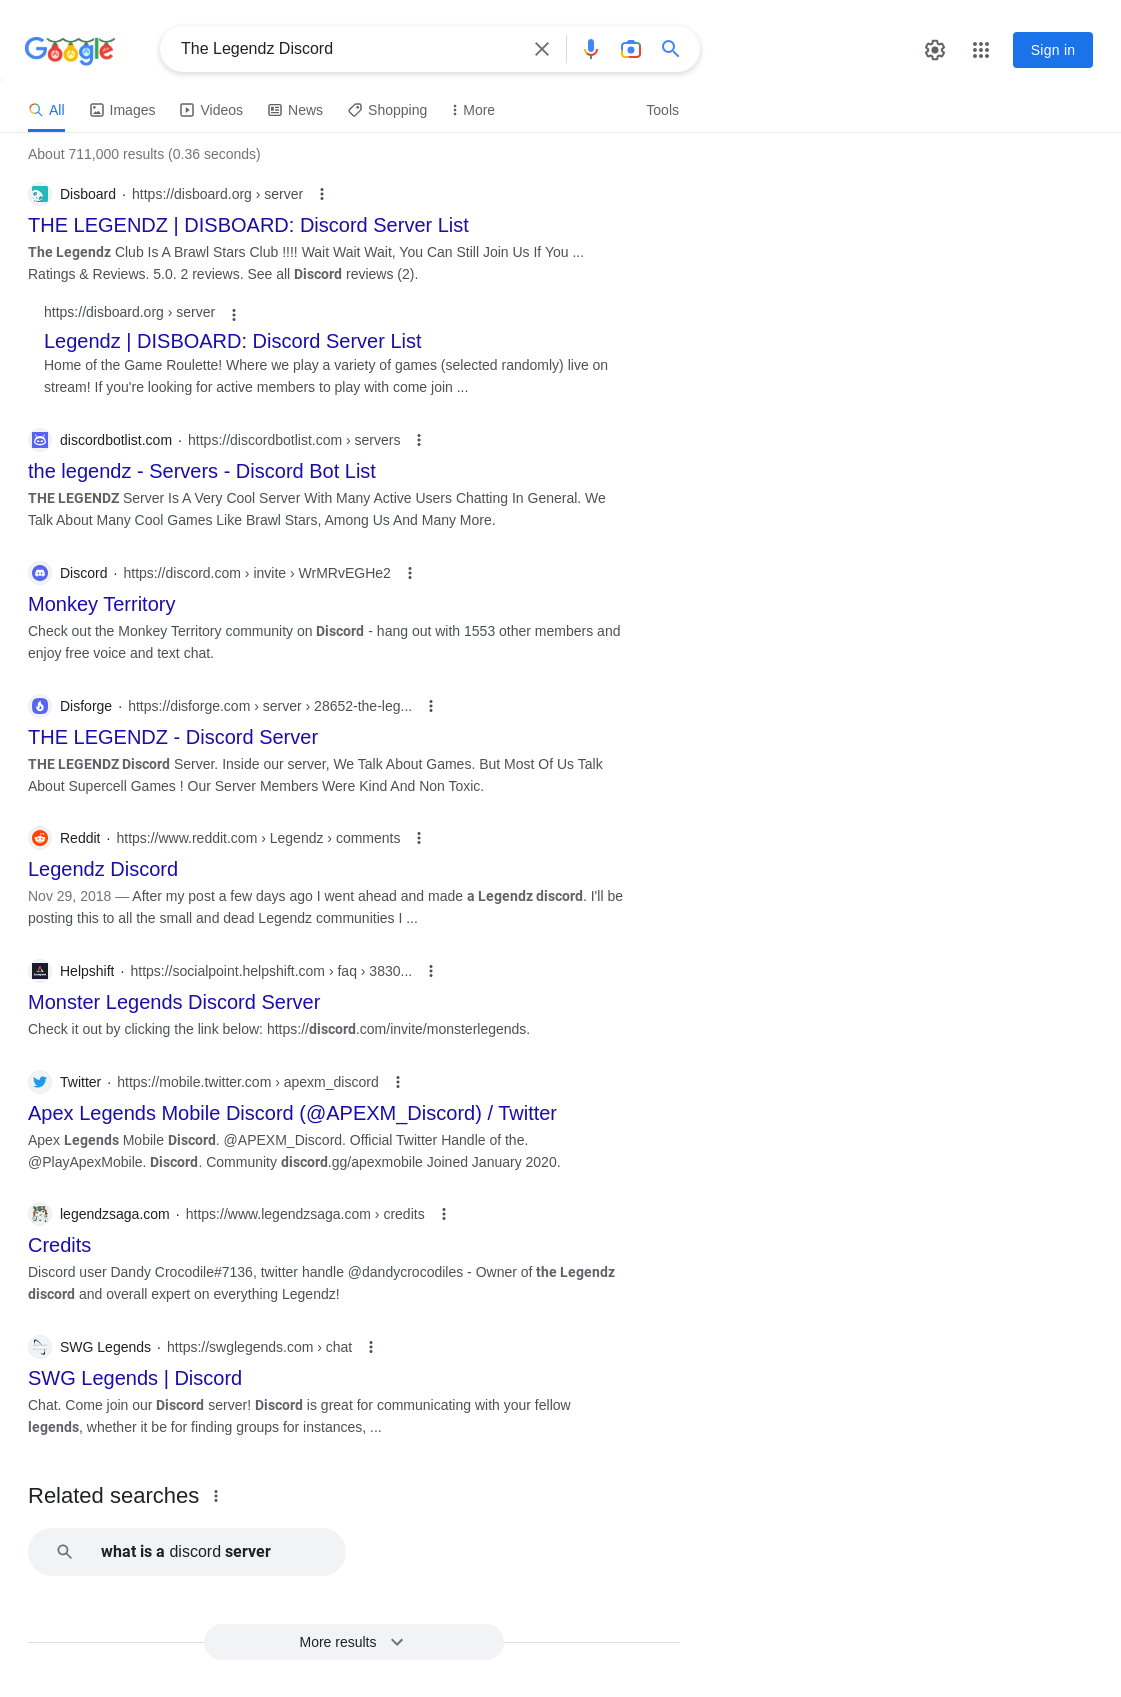 Google
The Legendz Discord
Sign in
All Images Videos News Shopping More Tools
About 711,000 results (0.36 seconds)
Disboard · https://disboard.org › server
THE LEGENDZ | DISBOARD: Discord Server List
The Legendz Club Is A Brawl Stars Club !!!! Wait Wait Wait, You Can Still Join Us If You ...
Ratings & Reviews. 5.0. 2 reviews. See all Discord reviews (2).
https://disboard.org › server
Legendz | DISBOARD: Discord Server List
Home of the Game Roulette! Where we play a variety of games (selected randomly) live on
stream! If you're looking for active members to play with come join ...
discordbotlist.com · https://discordbotlist.com › servers
the legendz - Servers - Discord Bot List
THE LEGENDZ Server Is A Very Cool Server With Many Active Users Chatting In General. We
Talk About Many Cool Games Like Brawl Stars, Among Us And Many More.
Discord · https://discord.com › invite › WrMRvEGHe2
Monkey Territory
Check out the Monkey Territory community on Discord - hang out with 1553 other members and
enjoy free voice and text chat.
Disforge · https://disforge.com › server › 28652-the-leg...
THE LEGENDZ - Discord Server
THE LEGENDZ Discord Server. Inside our server, We Talk About Games. But Most Of Us Talk
About Supercell Games ! Our Server Members Were Kind And Non Toxic.
Reddit · https://www.reddit.com › Legendz › comments
Legendz Discord
Nov 29, 2018 — After my post a few days ago I went ahead and made a Legendz discord. I'll be
posting this to all the small and dead Legendz communities I ...
Helpshift · https://socialpoint.helpshift.com › faq › 3830...
Monster Legends Discord Server
Check it out by clicking the link below: https://discord.com/invite/monsterlegends.
Twitter · https://mobile.twitter.com › apexm_discord
Apex Legends Mobile Discord (@APEXM_Discord) / Twitter
Apex Legends Mobile Discord. @APEXM_Discord. Official Twitter Handle of the.
@PlayApexMobile. Discord. Community discord.gg/apexmobile Joined January 2020.
legendzsaga.com · https://www.legendzsaga.com › credits
Credits
Discord user Dandy Crocodile#7136, twitter handle @dandycrocodiles - Owner of the Legendz
discord and overall expert on everything Legendz!
SWG Legends · https://swglegends.com › chat
SWG Legends | Discord
Chat. Come join our Discord server! Discord is great for communicating with your fellow
legends, whether it be for finding groups for instances, ...
Related searches
what is a discord server
More results